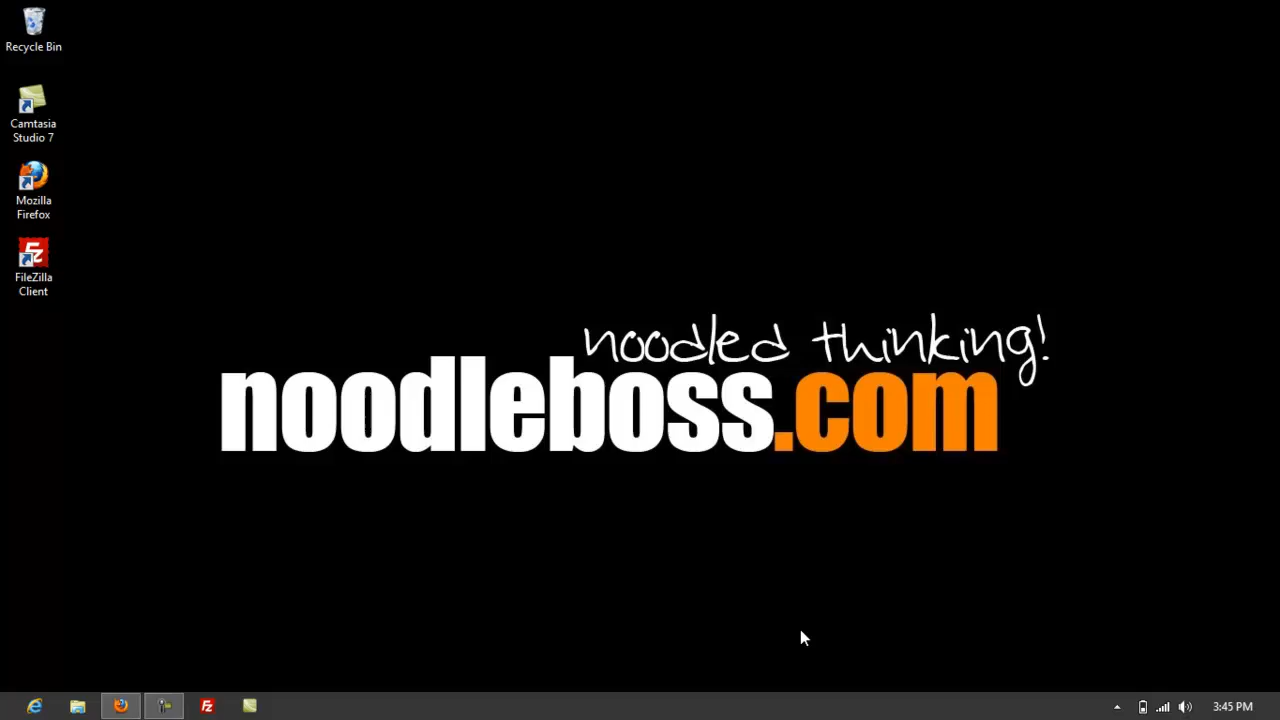 Recycle Bin
Camtasia
Studio 7
Mozilla
Firefox
FileZilla
Client
noodled thinking!
noodleboss.com
3:45 PM